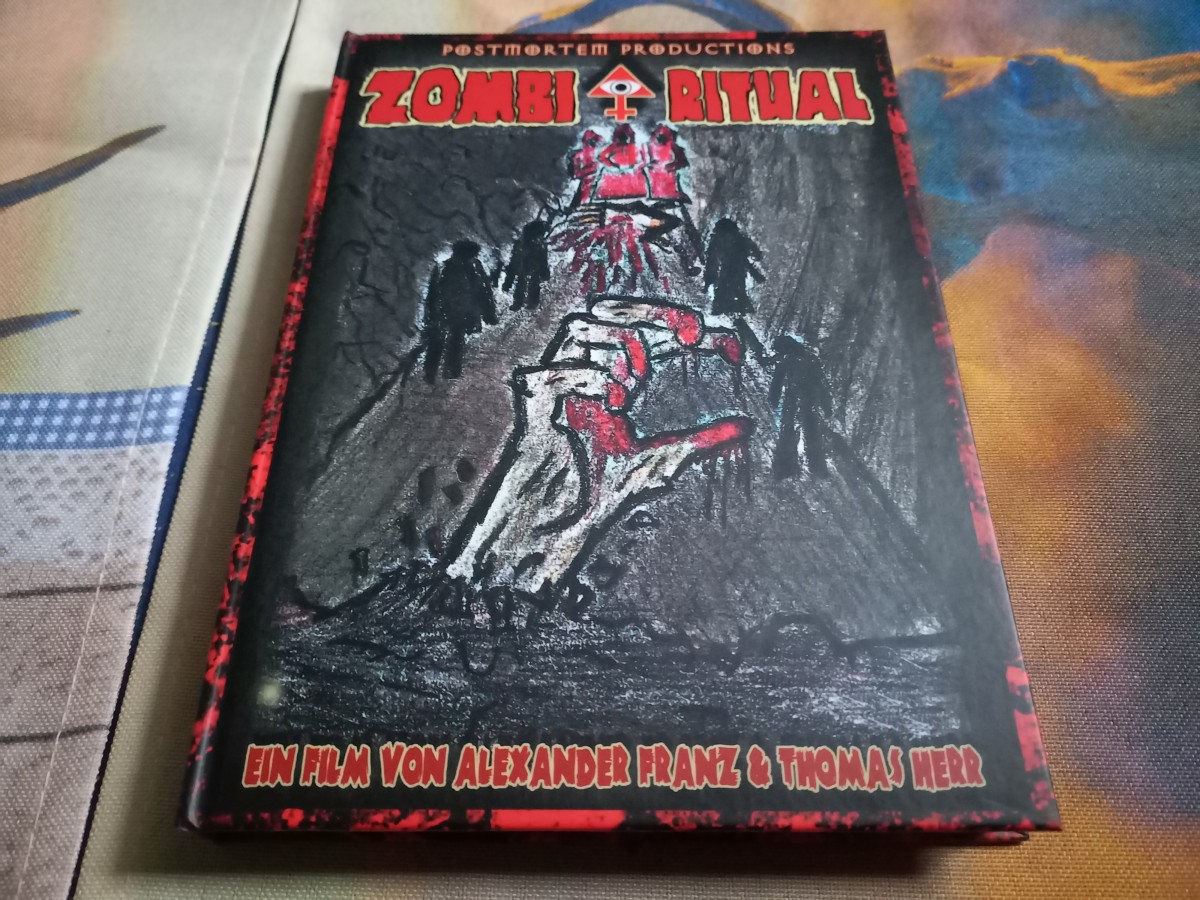 POSTMORTEM PRODUCTIONS
ZOMBI RITUAL
EIN FILM VON ALEXANDER FRANZ & THOMAS HERR